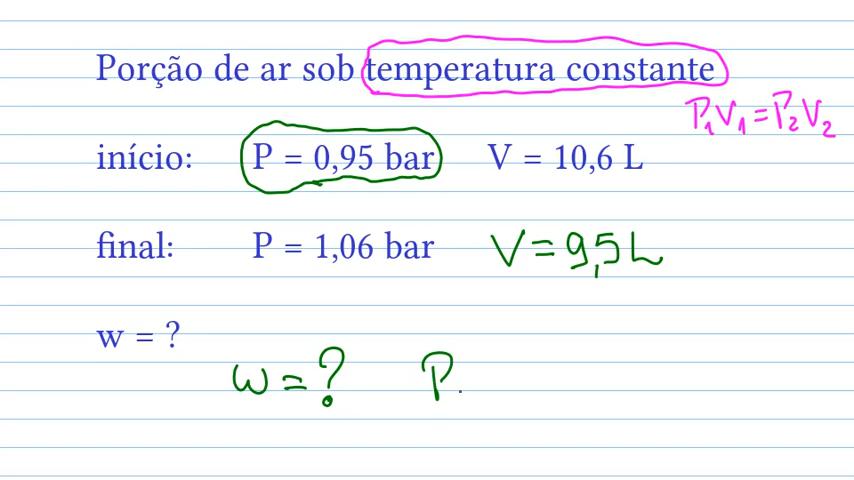 Porção de ar sob temperatura constante
P₁V₁=P₂V₂
início: P = 0,95 bar V = 10,6 L
final: P = 1,06 bar V=9,5L
w = ?
w=? P.